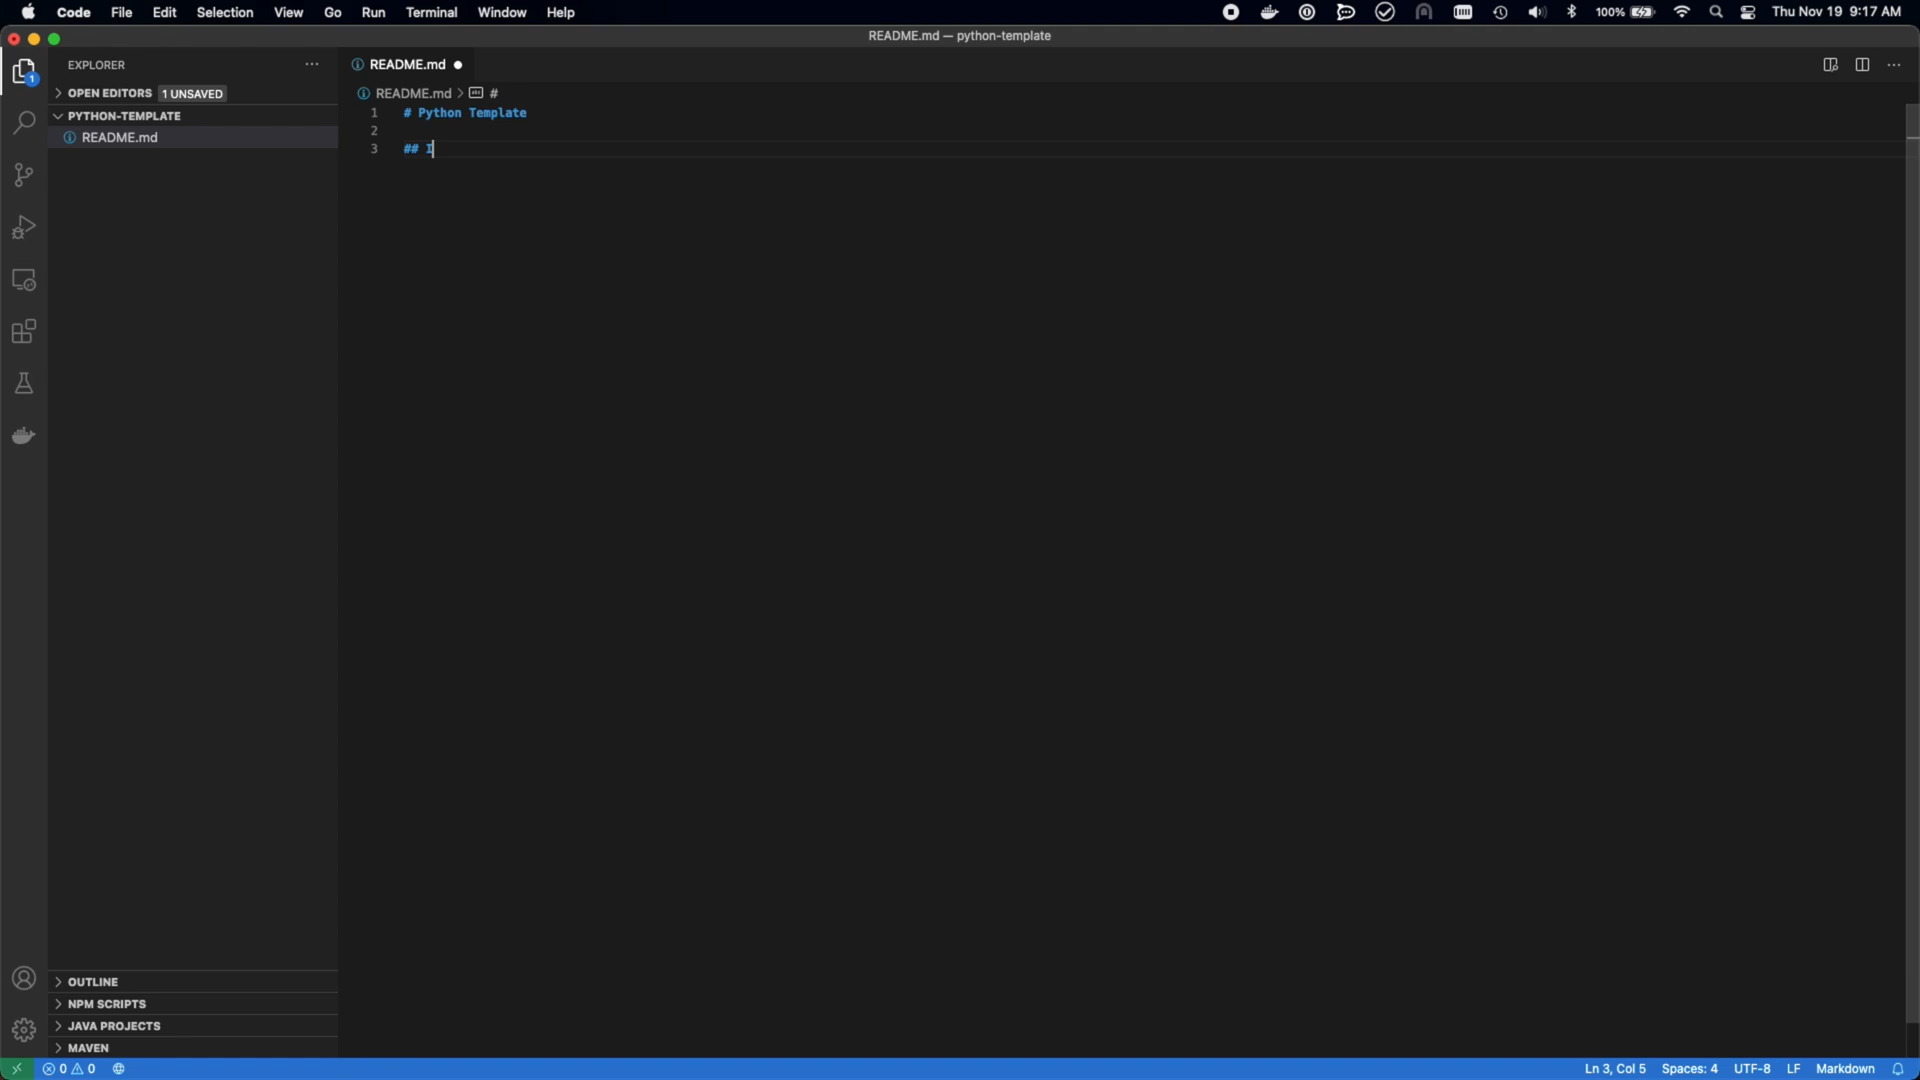 Code File Edit Selection View Go Run Terminal Window Help 100% Thu Nov 19 9:17 AM
README.md — python-template
EXPLORER
README.md
OPEN EDITORS 1 UNSAVED
README.md > #
PYTHON-TEMPLATE
README.md
1 # Python Template
2
3 ## I
OUTLINE
NPM SCRIPTS
JAVA PROJECTS
MAVEN
0 0 Ln 3, Col 5 Spaces: 4 UTF-8 LF Markdown